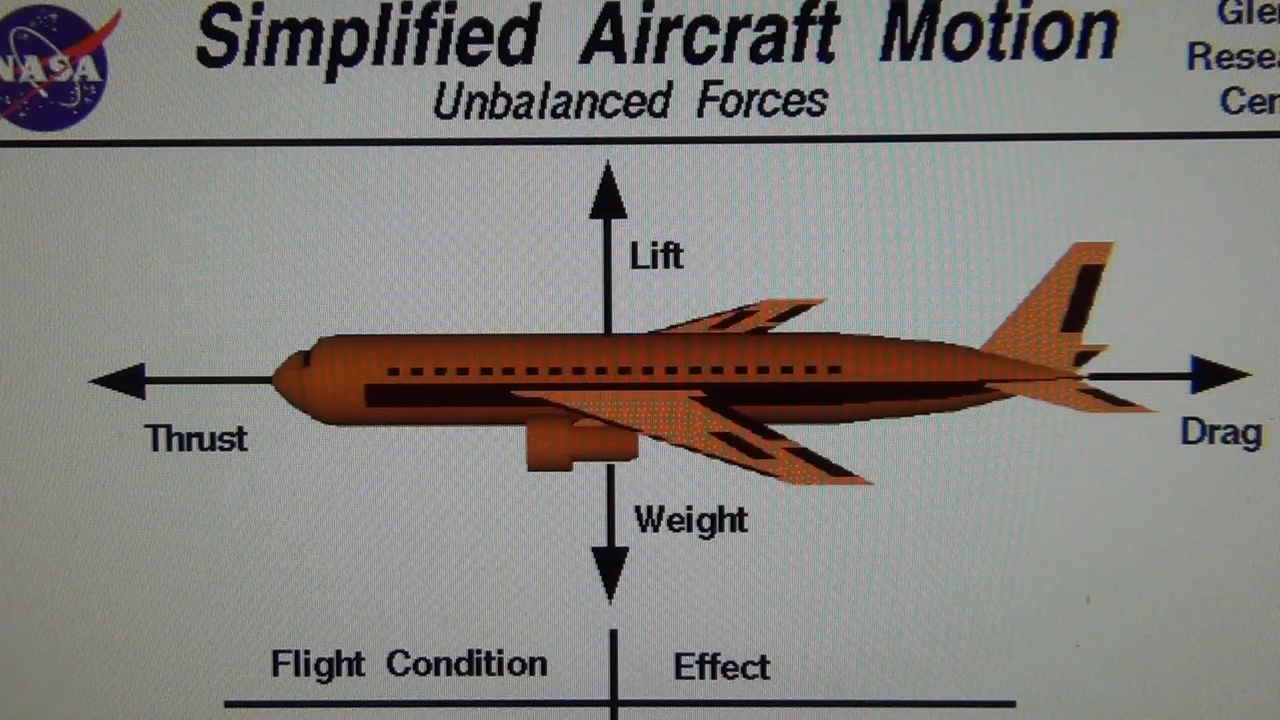 NASA
Simplified Aircraft Motion
Unbalanced Forces
Lift
Thrust
Drag
Weight
Flight Condition
Effect